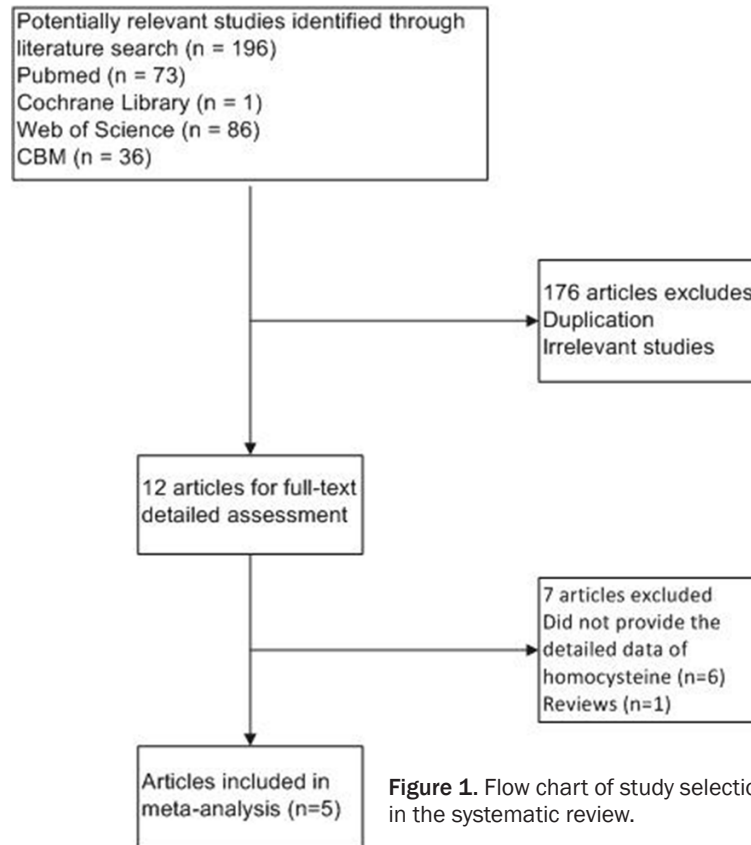 Potentially relevant studies identified through
literature search (n = 196)
Pubmed (n = 73)
Cochrane Library (n = 1)
Web of Science (n = 86)
CBM (n = 36)
176 articles excludes
Duplication
Irrelevant studies
12 articles for full-text
detailed assessment
7 articles excluded
Did not provide the
detailed data of
homocysteine (n=6)
Reviews (n=1)
Articles included in
meta-analysis (n=5)
Figure 1. Flow chart of study selectio
in the systematic review.